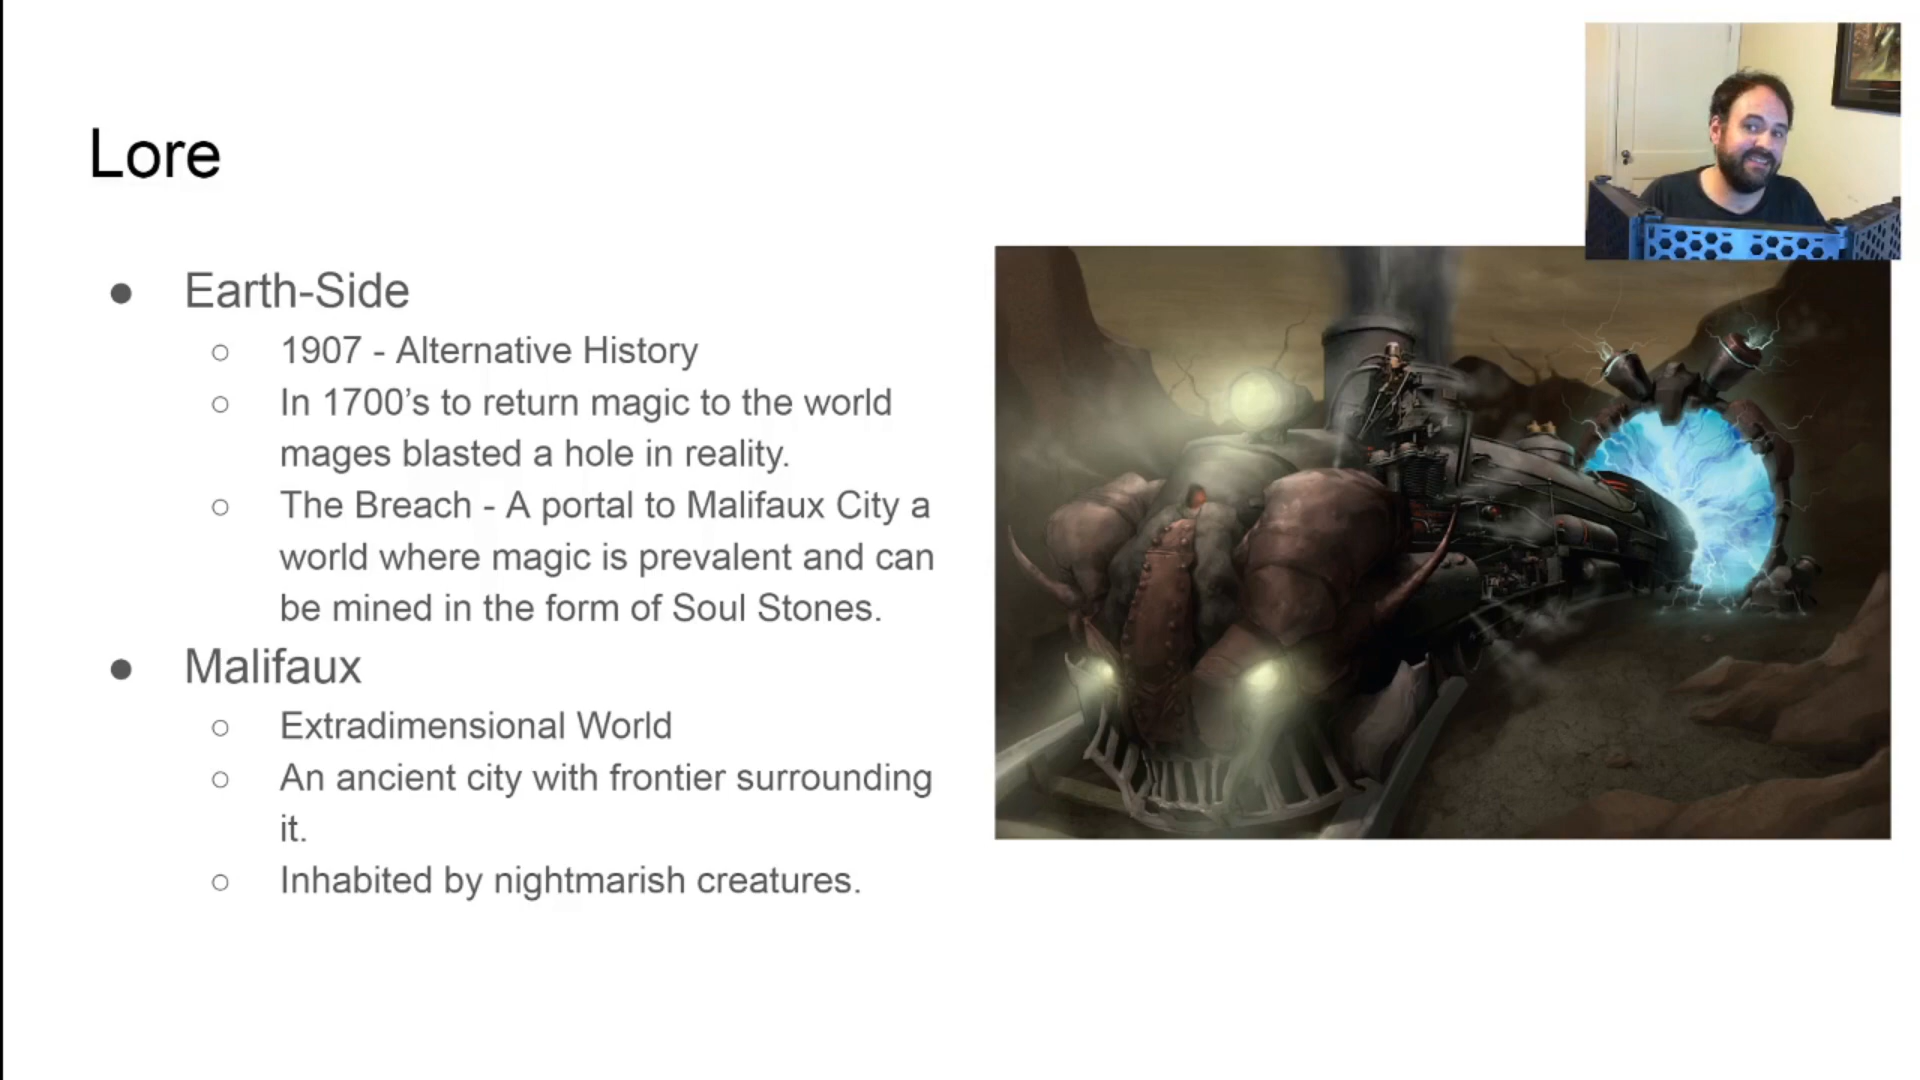 Lore
● Earth-Side
○ 1907 - Alternative History
○ In 1700’s to return magic to the world
mages blasted a hole in reality.
○ The Breach - A portal to Malifaux City a
world where magic is prevalent and can
be mined in the form of Soul Stones.
● Malifaux
○ Extradimensional World
○ An ancient city with frontier surrounding
it.
○ Inhabited by nightmarish creatures.